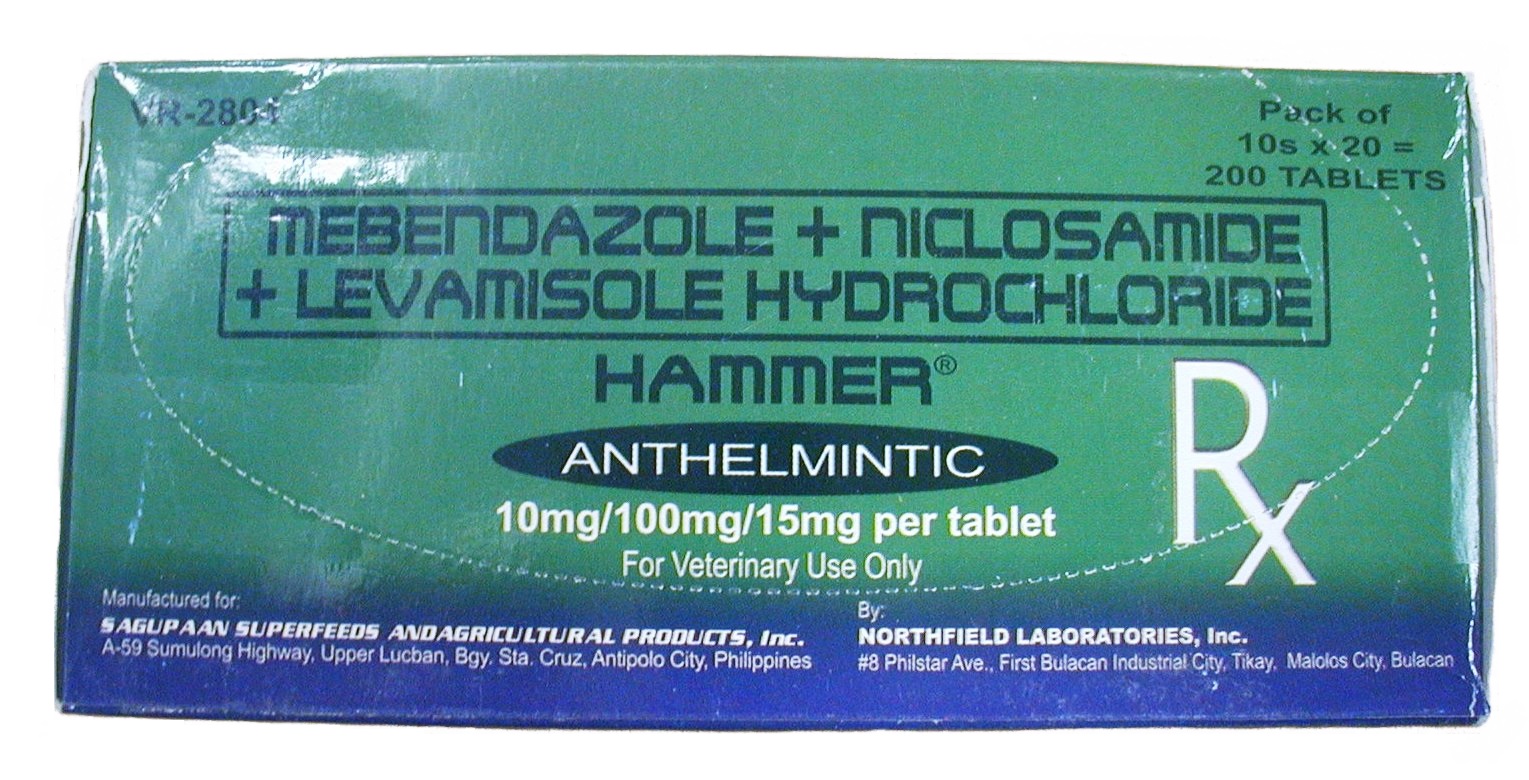 VR-2804
Pack of
10s x 20 =
200 TABLETS
MEBENDAZOLE + NICLOSAMIDE
+ LEVAMISOLE HYDROCHLORIDE
HAMMER®
ANTHELMINTIC
10mg/100mg/15mg per tablet
For Veterinary Use Only
Rx
Manufactured for:
SAGUPAAN SUPERFEEDS ANDAGRICULTURAL PRODUCTS, Inc.
A-59 Sumulong Highway, Upper Lucban, Bgy. Sta. Cruz, Antipolo City, Philippines
By:
NORTHFIELD LABORATORIES, Inc.
#8 Philstar Ave., First Bulacan Industrial City, Tikay, Malolos City, Bulacan